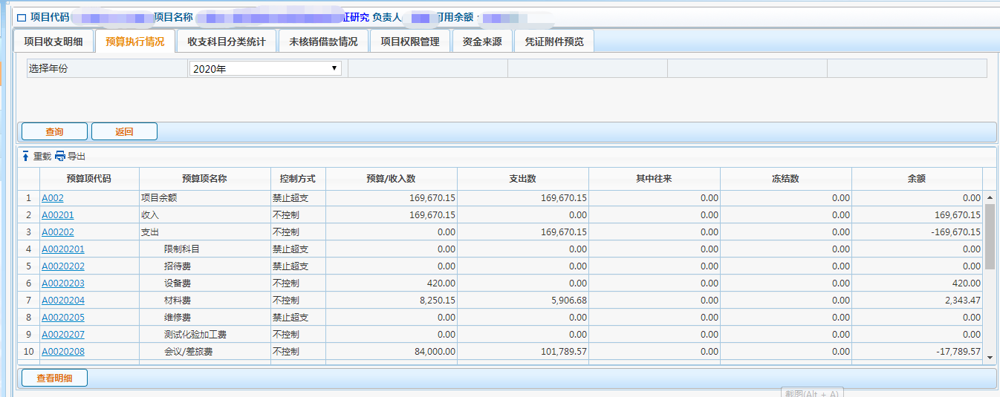 项目代码 项目名称 证研究 负责人 可用余额
项目收支明细 预算执行情况 收支科目分类统计 未核销借款情况 项目权限管理 资金来源 凭证附件预览
选择年份 2020年
查询 返回
重载 导出
预算项代码 预算项名称 控制方式 预算/收入数 支出数 其中往来 冻结数 余额
1 A002 项目余额 禁止超支 169,670.15 169,670.15 0.00 0.00 0.00
2 A00201 收入 不控制 169,670.15 0.00 0.00 0.00 169,670.15
3 A00202 支出 不控制 0.00 169,670.15 0.00 0.00 -169,670.15
4 A0020201 限制科目 禁止超支 0.00 0.00 0.00 0.00 0.00
5 A0020202 招待费 禁止超支 0.00 0.00 0.00 0.00 0.00
6 A0020203 设备费 不控制 420.00 0.00 0.00 0.00 420.00
7 A0020204 材料费 不控制 8,250.15 5,906.68 0.00 0.00 2,343.47
8 A0020205 维修费 禁止超支 0.00 0.00 0.00 0.00 0.00
9 A0020207 测试化验加工费 不控制 0.00 0.00 0.00 0.00 0.00
10 A0020208 会议/差旅费 不控制 84,000.00 101,789.57 0.00 0.00 -17,789.57
查看明细
截图(Alt + A)